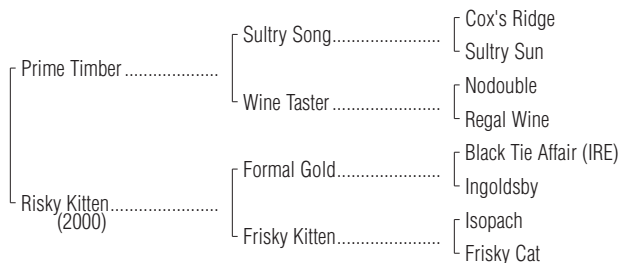 Cox's Ridge
Sultry Song.......................
Sultry Sun
Prime Timber....................
Nodouble
Wine Taster.......................
Regal Wine
Black Tie Affair (IRE)
Formal Gold......................
Ingoldsby
Risky Kitten.......................
(2000)
Isopach
Frisky Kitten.....................
Frisky Cat